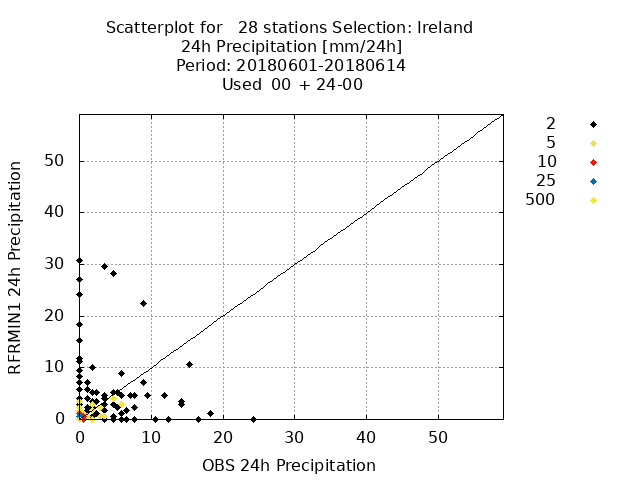 Scatterplot for   28 stations Selection: Ireland
24h Precipitation [mm/24h]
Period: 20180601-20180614
Used  00  + 24-00
2
5
10
25
500
RFRMIN1 24h Precipitation
50
40
30
20
10
0
0 10 20 30 40 50
OBS 24h Precipitation